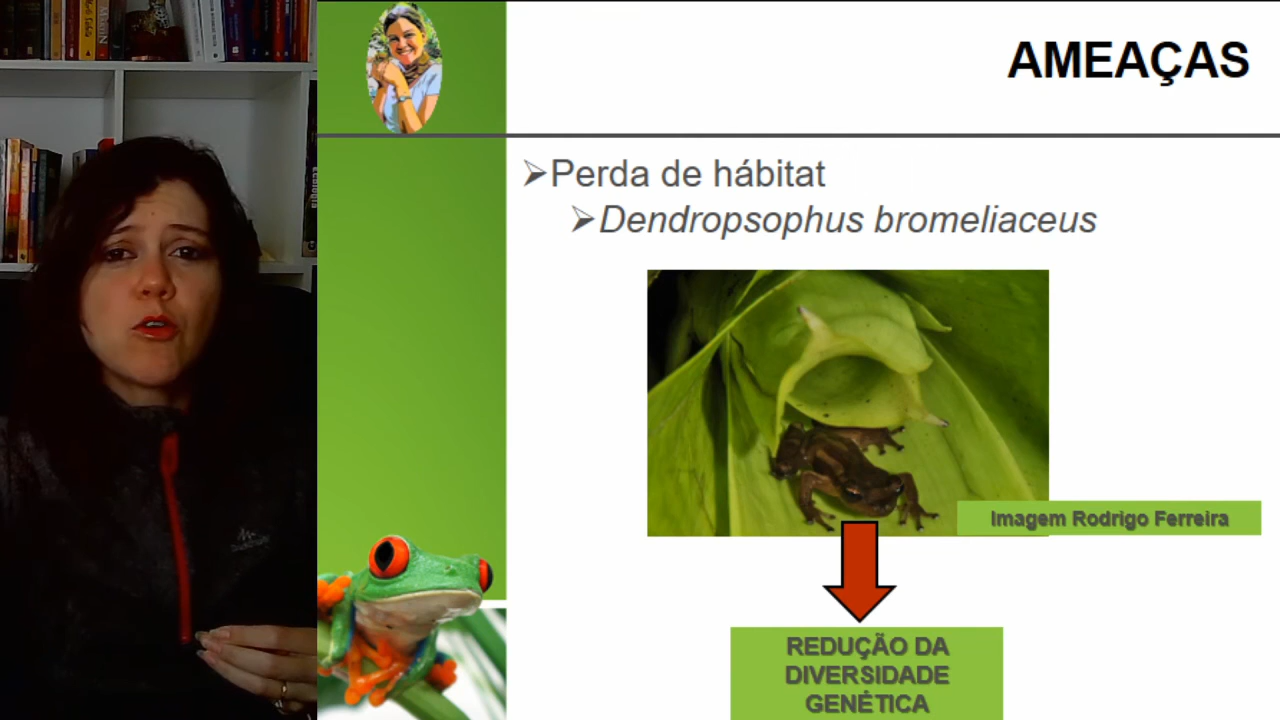 AMEAÇAS
➢Perda de hábitat
➢Dendropsophus bromeliaceus
Imagem Rodrigo Ferreira
REDUÇÃO DA
DIVERSIDADE
GENÉTICA